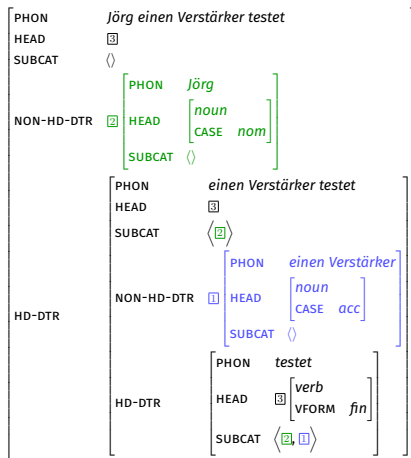 PHON Jörg einen Verstärker testet
HEAD 3
SUBCAT ⟨⟩
NON-HD-DTR 2
PHON Jörg
HEAD noun
CASE nom
SUBCAT ⟨⟩
HD-DTR
PHON einen Verstärker testet
HEAD 3
SUBCAT ⟨2⟩
NON-HD-DTR 1
PHON einen Verstärker
HEAD noun
CASE acc
SUBCAT ⟨⟩
HD-DTR
PHON testet
HEAD 3 verb
VFORM fin
SUBCAT ⟨2, 1⟩